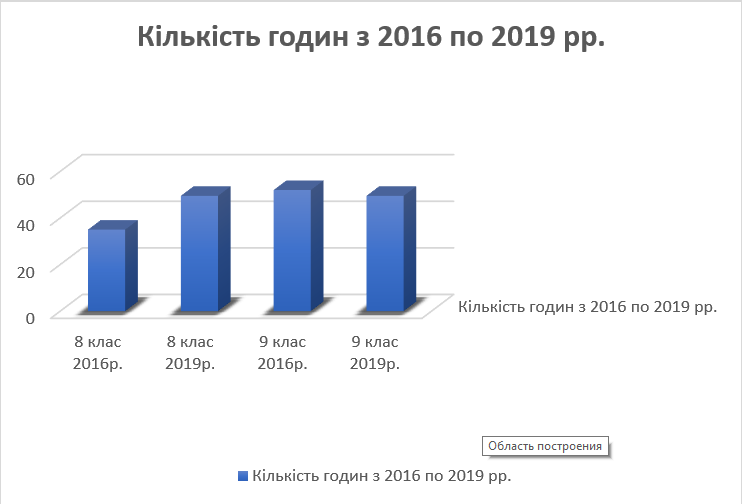 Кількість годин з 2016 по 2019 рр.
60
40
20
0
Кількість годин з 2016 по 2019 рр.
8 клас
2016р.
8 клас
2019р.
9 клас
2016р.
9 клас
2019р.
Область построения
Кількість годин з 2016 по 2019 рр.